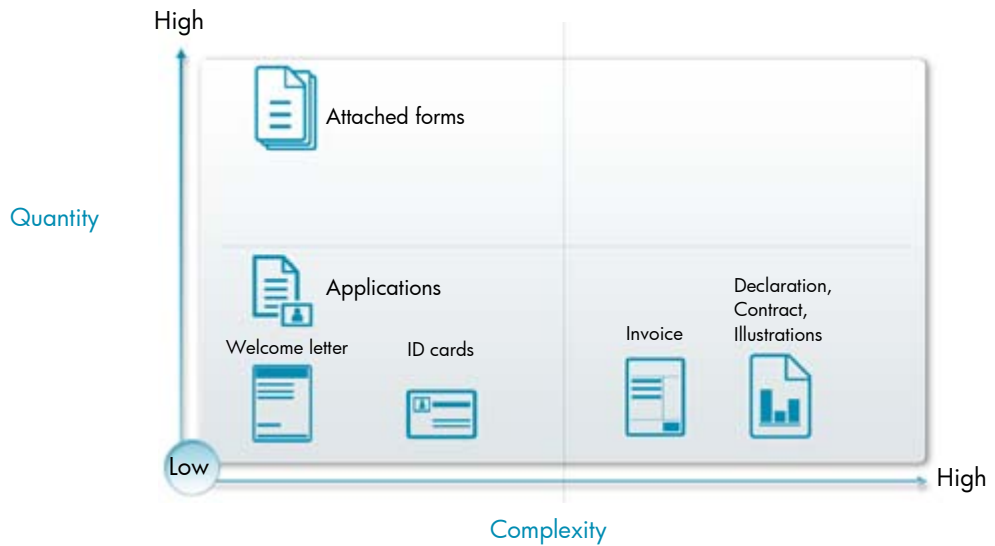 High
Attached forms
Quantity
Applications
Declaration,
Contract,
Illustrations
Invoice
Welcome letter
ID cards
Low
High
Complexity